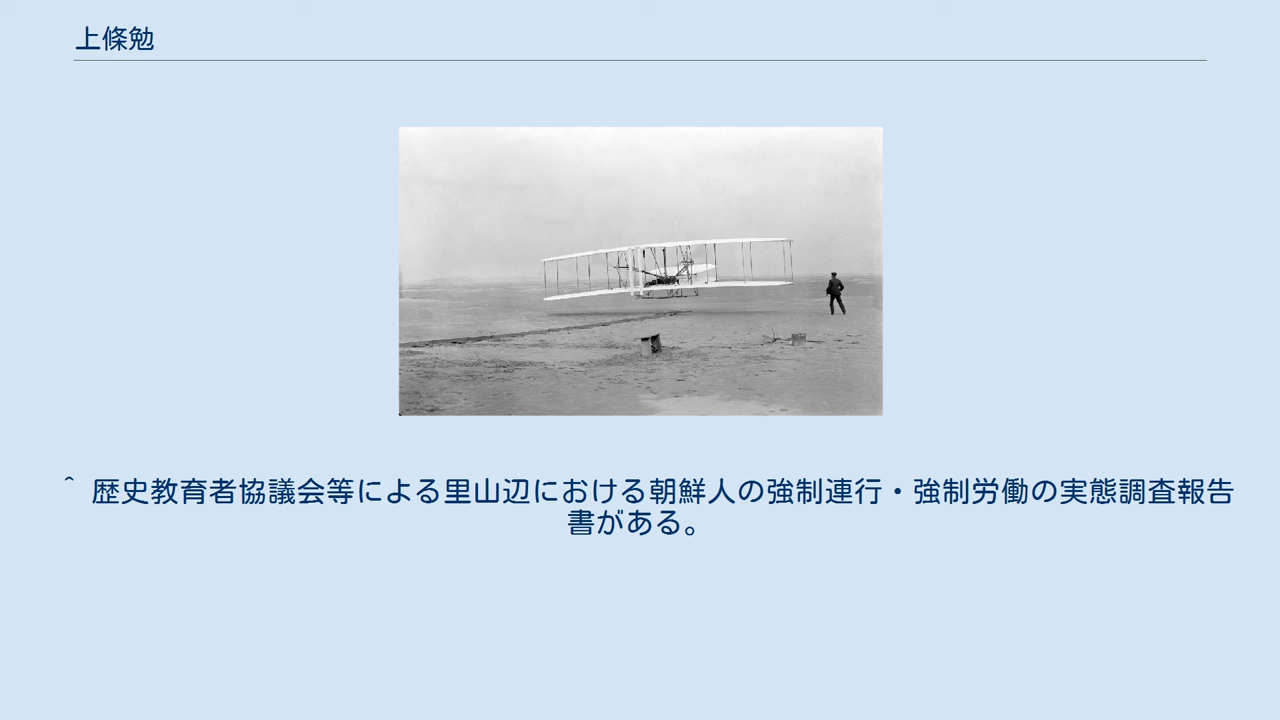 上條勉
^ 歴史教育者協議会等による里山辺における朝鮮人の強制連行・強制労働の実態調査報告
書がある。